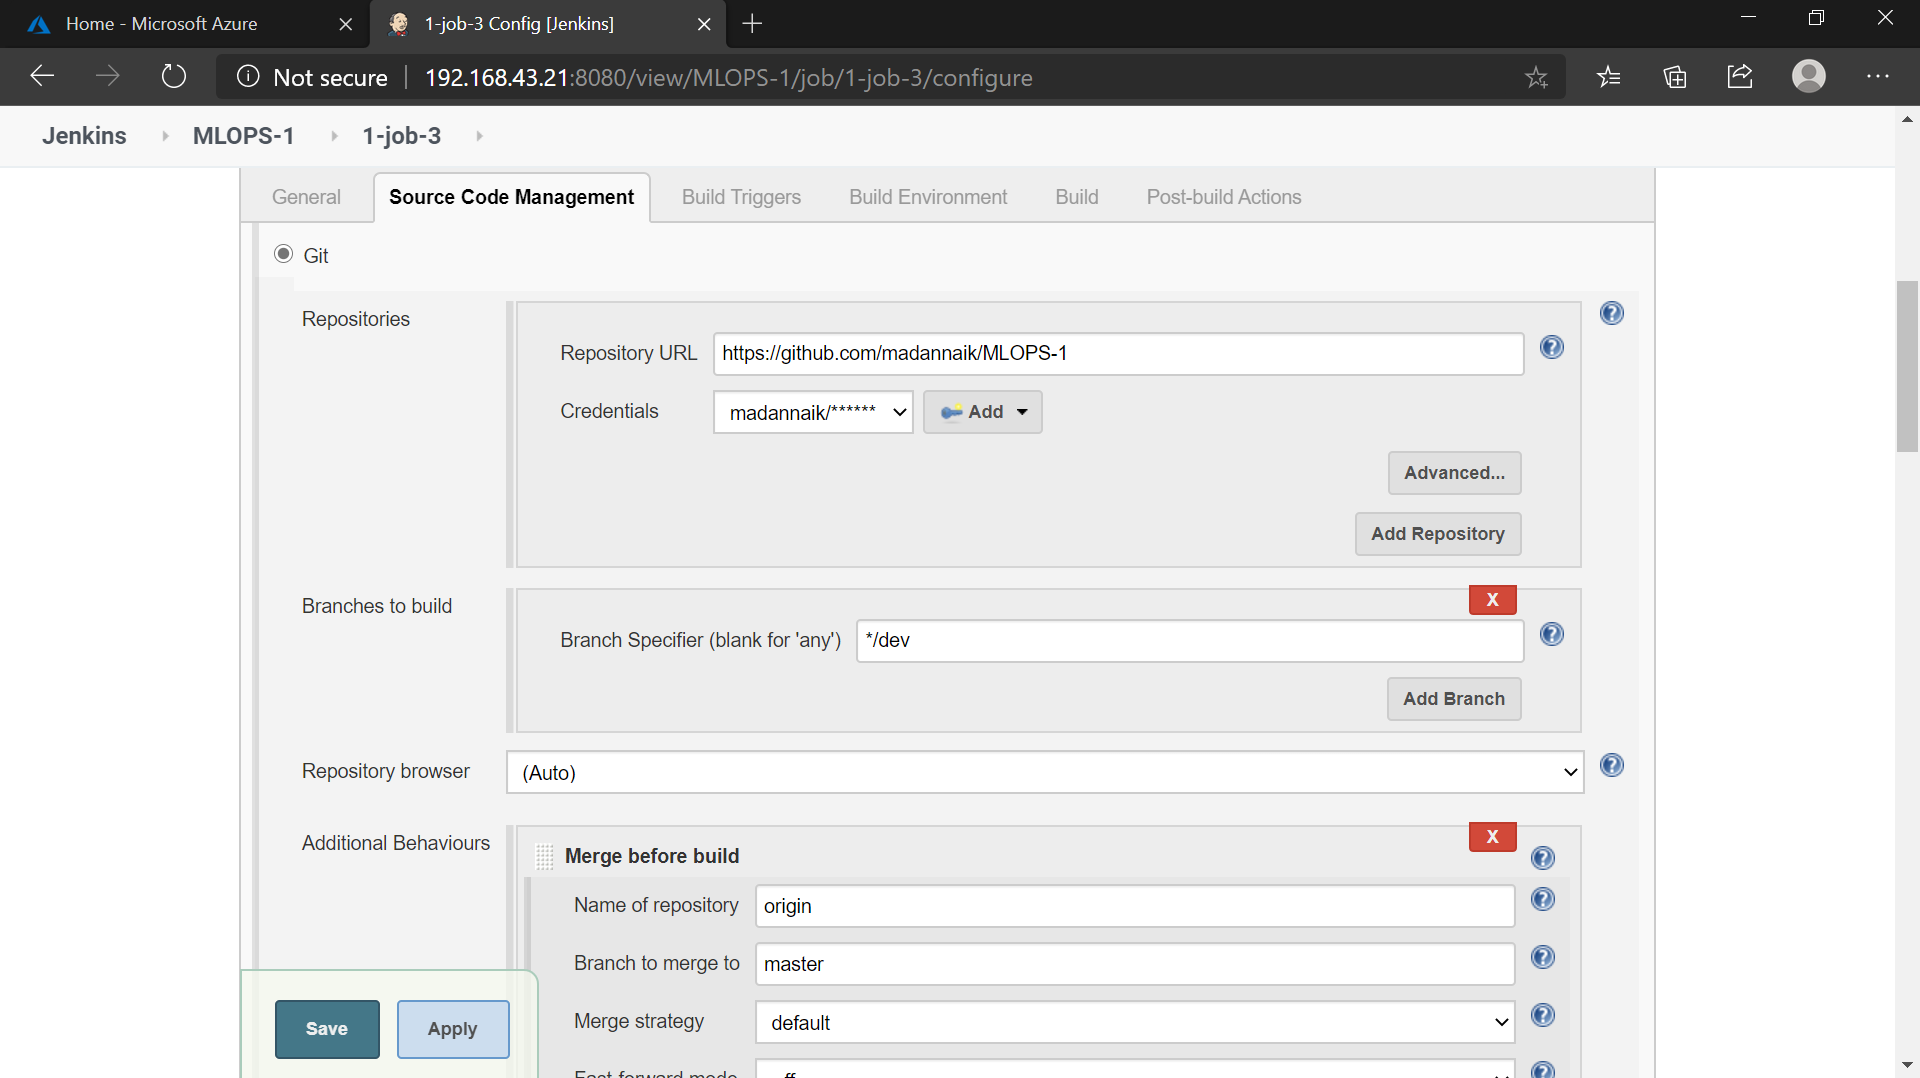 Home - Microsoft Azure
1-job-3 Config [Jenkins]
Not secure
192.168.43.21:8080/view/MLOPS-1/job/1-job-3/configure
Jenkins
MLOPS-1
1-job-3
General
Source Code Management
Build Triggers
Build Environment
Build
Post-build Actions
Git
Repositories
Repository URL
https://github.com/madannaik/MLOPS-1
Credentials
madannaik/******
Add
Advanced...
Add Repository
Branches to build
X
Branch Specifier (blank for 'any')
*/dev
Add Branch
Repository browser
(Auto)
Additional Behaviours
X
Merge before build
Name of repository
origin
Branch to merge to
master
Merge strategy
default
Save
Apply
Fast-forward mode